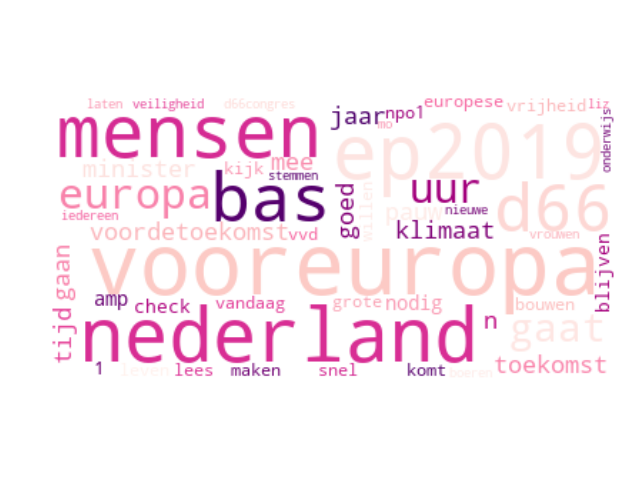 laten veiligheid d66congres europese vrijheid liz
mensen jaar npo1 mo ep2019 onderwijs
minister kijk mee stemmen
europa bas goed willen uur d66
iedereen pauw nieuwe
voordetoekomst vvd klimaat vrouwen
vooreuropa blijven
tijd gaan amp check vandaag grote nodig bouwen
nederland n gaat
toekomst
1 leven lees maken snel komt boeren